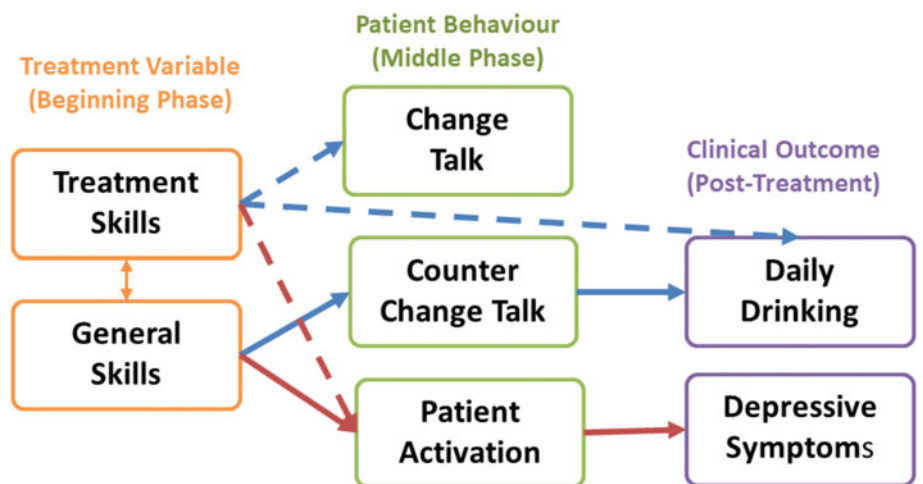 Treatment Variable
(Beginning Phase)
Treatment
Skills
General
Skills
Patient Behaviour
(Middle Phase)
Change
Talk
Counter
Change Talk
Patient
Activation
Clinical Outcome
(Post-Treatment)
Daily
Drinking
Depressive
Symptoms